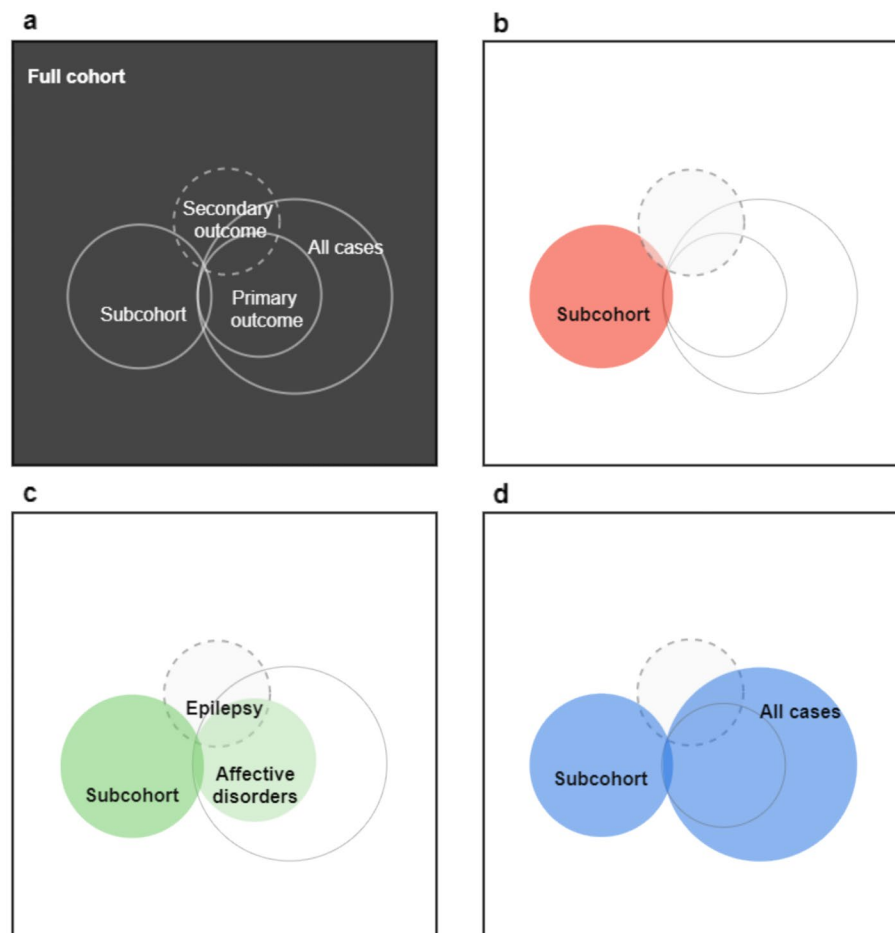 a
Full cohort
Secondary
outcome
All cases
Subcohort
Primary
outcome
b
Subcohort
c
Epilepsy
Subcohort
Affective
disorders
d
All cases
Subcohort